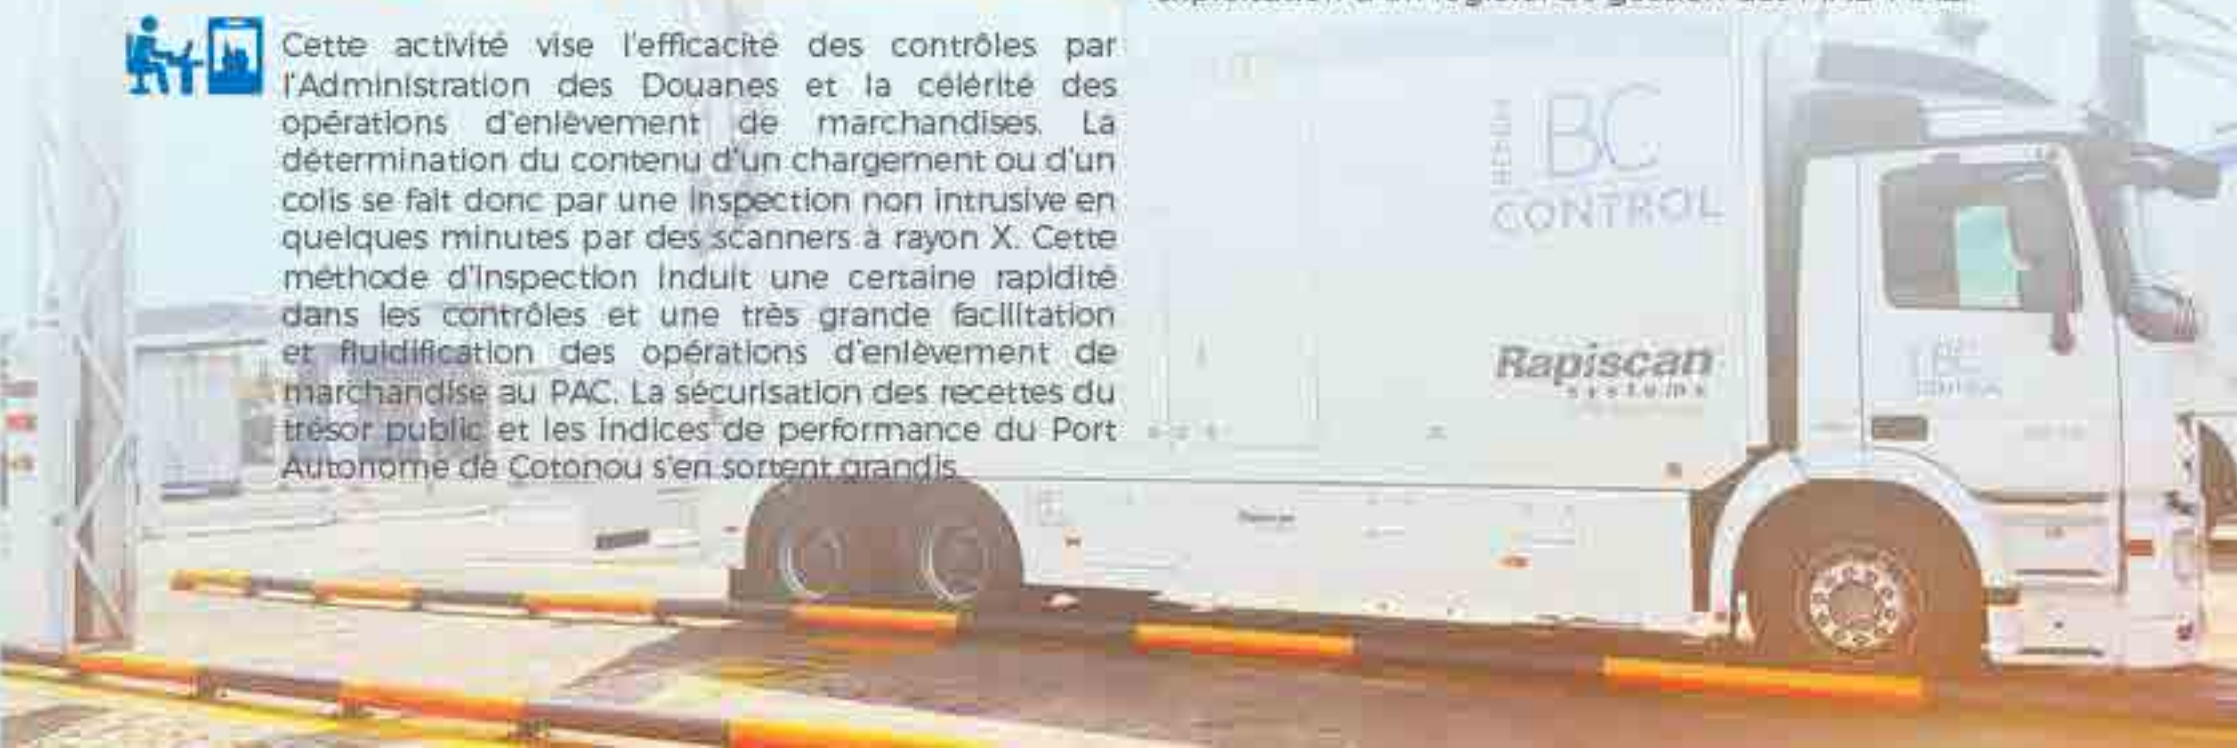 Cette activité vise l'efficacité des contrôles par
l'Administration des Douanes et la célérité des
opérations d'enlèvement de marchandises. La
détermination du contenu d'un chargement ou d'un
colis se fait donc par une inspection non intrusive en
quelques minutes par des scanners à rayon X. Cette
méthode d'inspection induit une certaine rapidité
dans les contrôles et une très grande facilitation
et fluidification des opérations d'enlèvement de
marchandise au PAC. La sécurisation des recettes du
trésor public et les indices de performance du Port
Autonome de Cotonou s'en sortent grandis.
BENIN
BC
CONTROL
Rapiscan
systems